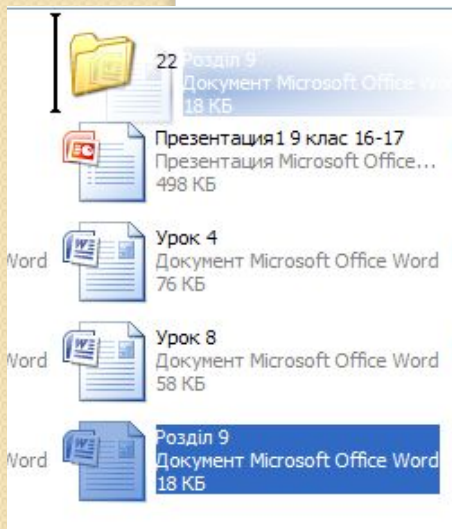 22 Розділ 9
Документ Microsoft Office Wo
18 КБ
Презентация1 9 клас 16-17
Презентация Microsoft Office...
498 КБ
Урок 4
Word Документ Microsoft Office Word
76 КБ
Урок 8
Word Документ Microsoft Office Word
58 КБ
Розділ 9
Word Документ Microsoft Office Word
18 КБ